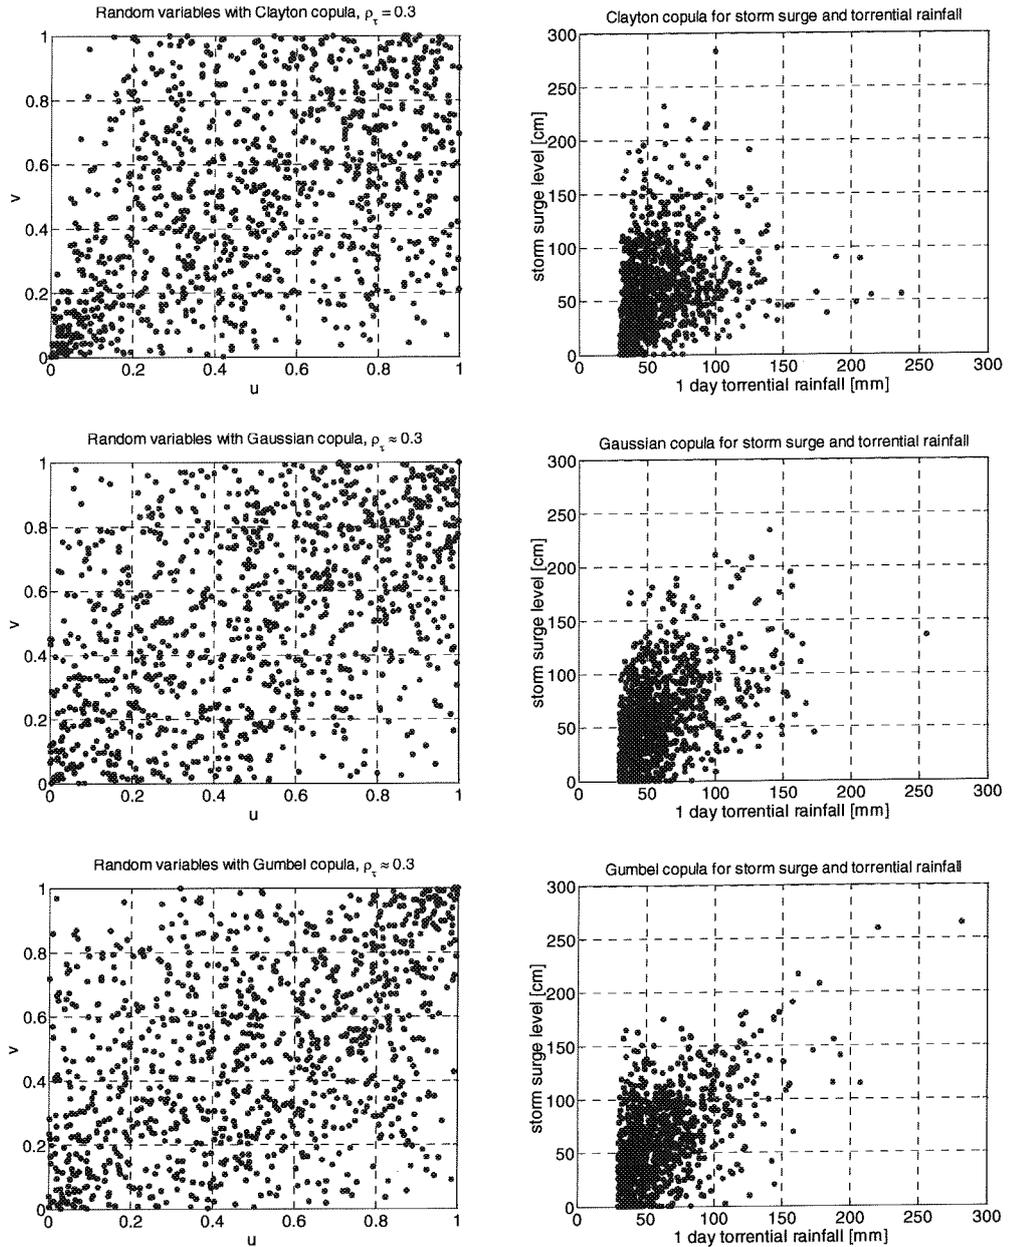 Random variables with Clayton copula, ρτ = 0.3
1
0.8
0.6
0.4
0.2
0
v
0 0.2 0.4 0.6 0.8 1
u
Clayton copula for storm surge and torrential rainfall
300
250
200
150
100
50
0
storm surge level [cm]
0 50 100 150 200 250 300
1 day torrential rainfall [mm]
Random variables with Gaussian copula, ρτ ≈ 0.3
1
0.8
0.6
0.4
0.2
0
v
0 0.2 0.4 0.6 0.8 1
u
Gaussian copula for storm surge and torrential rainfall
300
250
200
150
100
50
0
storm surge level [cm]
0 50 100 150 200 250 300
1 day torrential rainfall [mm]
Random variables with Gumbel copula, ρτ ≈ 0.3
1
0.8
0.6
0.4
0.2
0
v
0 0.2 0.4 0.6 0.8 1
u
Gumbel copula for storm surge and torrential rainfall
300
250
200
150
100
50
0
storm surge level [cm]
0 50 100 150 200 250 300
1 day torrential rainfall [mm]